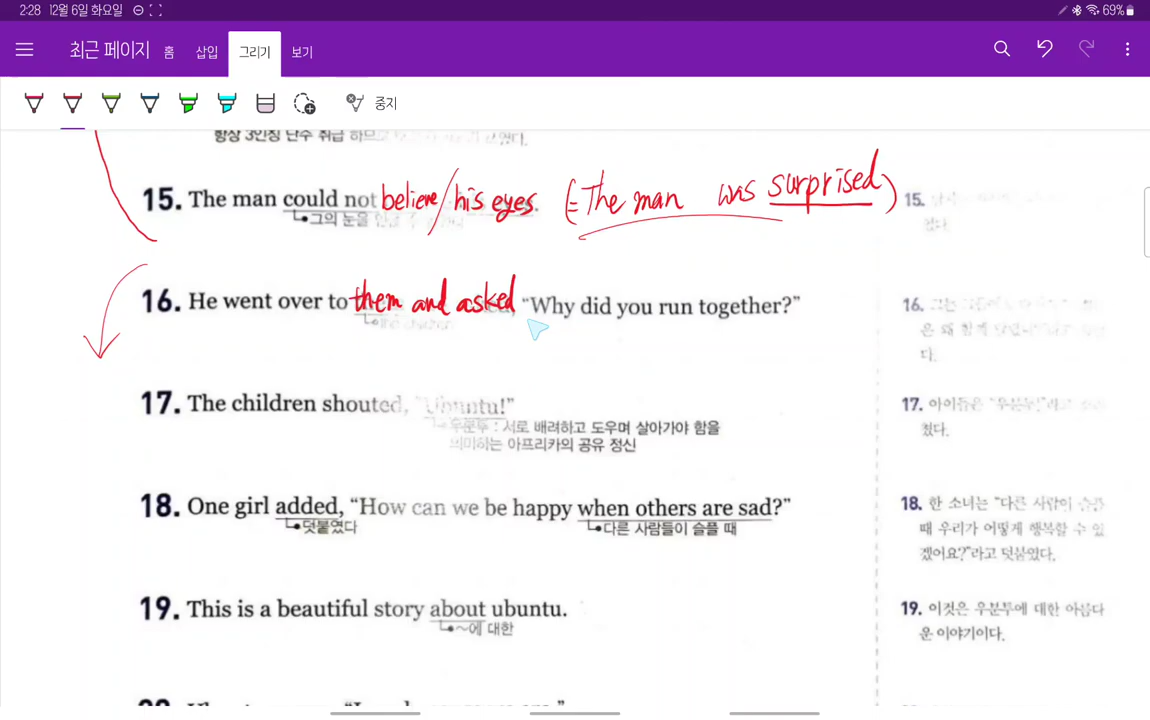 2:28 12월 6일 화요일 69%
최근 페이지 홈 삽입 그리기 보기
중지
항상 3인칭 단수 취급 하므로
15. The man could not believe/his eyes. (=The man was surprised) 15.
그의 눈을 었다.
16. He went over to them and asked, “Why did you run together?” 16.
the children 은 왜 함께
다.
17. The children shouted, “Ubuntu!” 17. 아이들은 “우분투!”라고
우분투 : 서로 배려하고 도우며 살아가야 함을 쳤다.
의미하는 아프리카의 공유 정신
18. One girl added, “How can we be happy when others are sad?” 18. 한 소녀는 “다른 사람이 슬플
덧붙였다 다른 사람들이 슬플 때 때 우리가 어떻게 행복할 수 있
겠어요?”라고 덧붙였다.
19. This is a beautiful story about ubuntu. 19. 이것은 우분투에 대한 아름다
~에 대한 운 이야기이다.